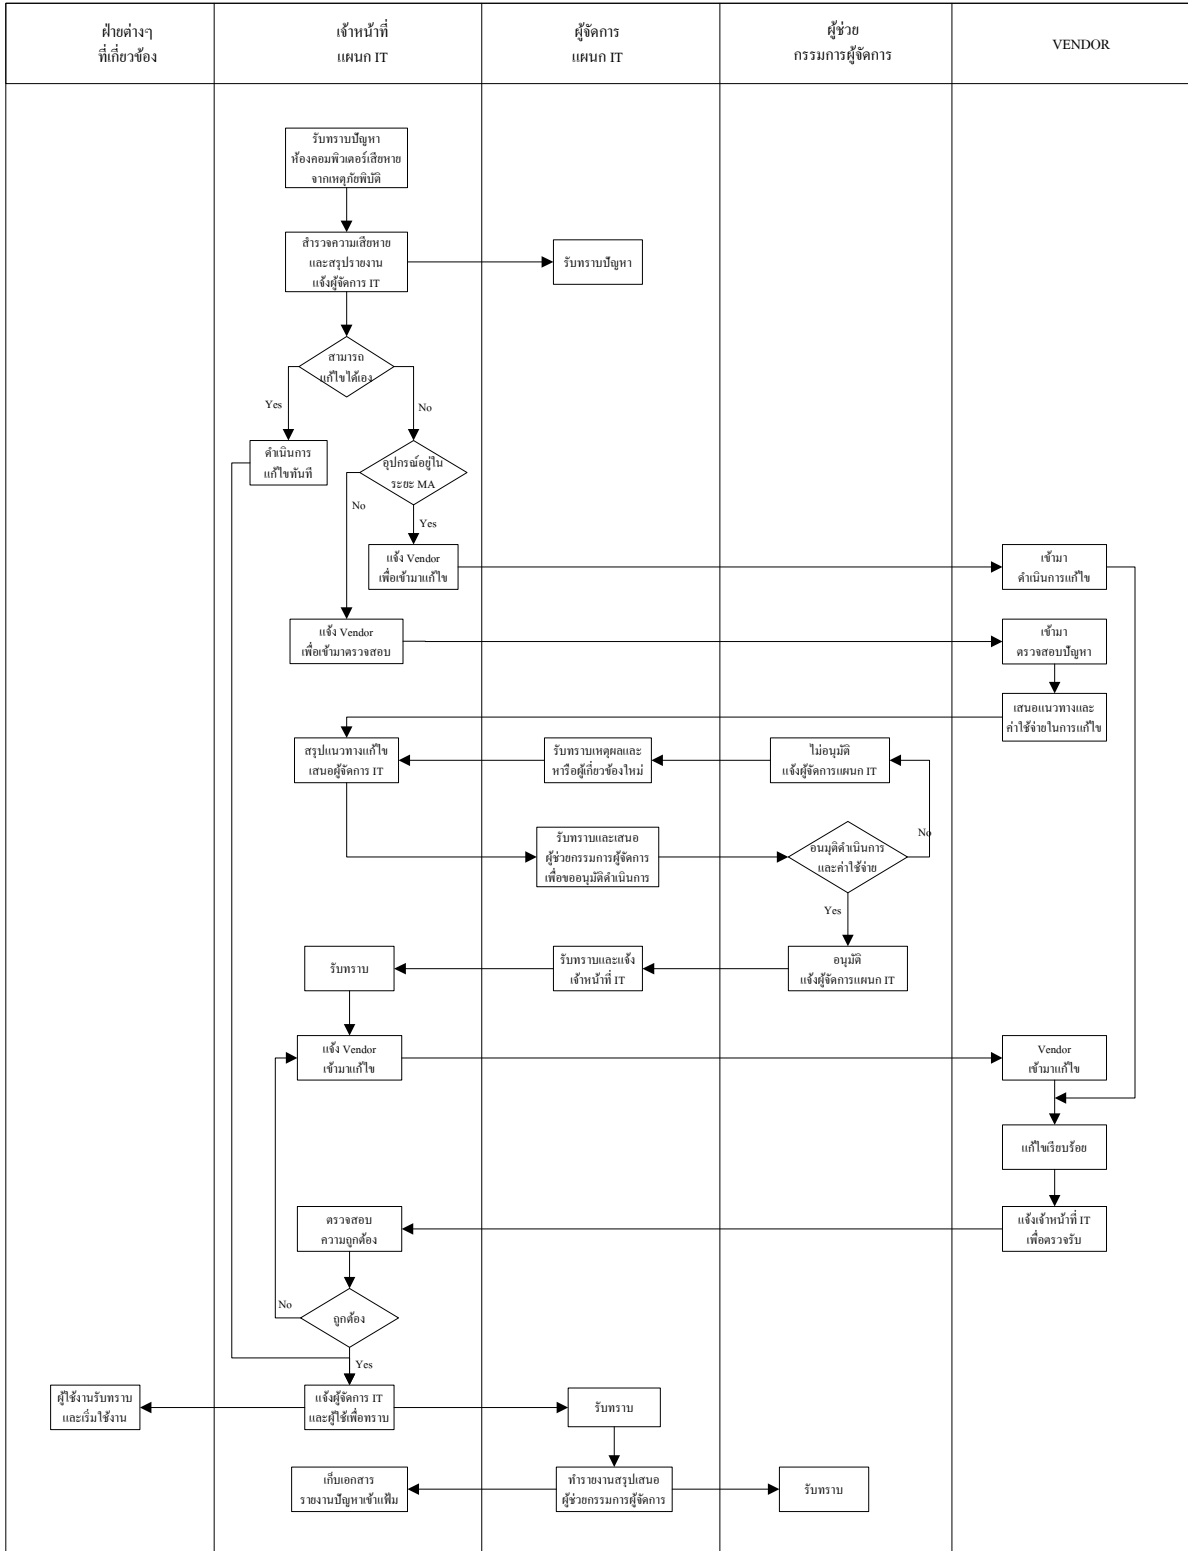 ฝ่ายต่างๆ
ที่เกี่ยวข้อง
เจ้าหน้าที่
แผนก IT
ผู้จัดการ
แผนก IT
ผู้ช่วย
กรรมการผู้จัดการ
VENDOR
รับทราบปัญหา
ห้องคอมพิวเตอร์เสียหาย
จากเหตุภัยพิบัติ
สำรวจความเสียหาย
และสรุปรายงาน
แจ้งผู้จัดการ IT
รับทราบปัญหา
สามารถ
แก้ไขได้เอง
Yes
No
ดำเนินการ
แก้ไขทันที
อุปกรณ์อยู่ใน
ระยะ MA
No
Yes
แจ้ง Vendor
เพื่อเข้ามาแก้ไข
เข้ามา
ดำเนินการแก้ไข
แจ้ง Vendor
เพื่อเข้ามาตรวจสอบ
เข้ามา
ตรวจสอบปัญหา
เสนอแนวทางและ
ค่าใช้จ่ายในการแก้ไข
สรุปแนวทางแก้ไข
เสนอผู้จัดการ IT
รับทราบเหตุผลและ
หารือผู้เกี่ยวข้องใหม่
ไม่อนุมัติ
แจ้งผู้จัดการแผนก IT
รับทราบและเสนอ
ผู้ช่วยกรรมการผู้จัดการ
เพื่อขออนุมัติดำเนินการ
อนมุติดำเนินการ
และค่าใช้จ่าย
No
Yes
รับทราบ
รับทราบและแจ้ง
เจ้าหน้าที่ IT
อนุมัติ
แจ้งผู้จัดการแผนก IT
แจ้ง Vendor
เข้ามาแก้ไข
Vendor
เข้ามาแก้ไข
แก้ไขเรียบร้อย
ตรวจสอบ
ความถูกต้อง
แจ้งเจ้าหน้าที่ IT
เพื่อตรวจรับ
No
ถูกต้อง
Yes
ผู้ใช้งานรับทราบ
และเริ่มใช้งาน
แจ้งผู้จัดการ IT
และผู้ใช้เพื่อทราบ
รับทราบ
เก็บเอกสาร
รายงานปัญหาเข้าแฟ้ม
ทำรายงานสรุปเสนอ
ผู้ช่วยกรรมการผู้จัดการ
รับทราบ